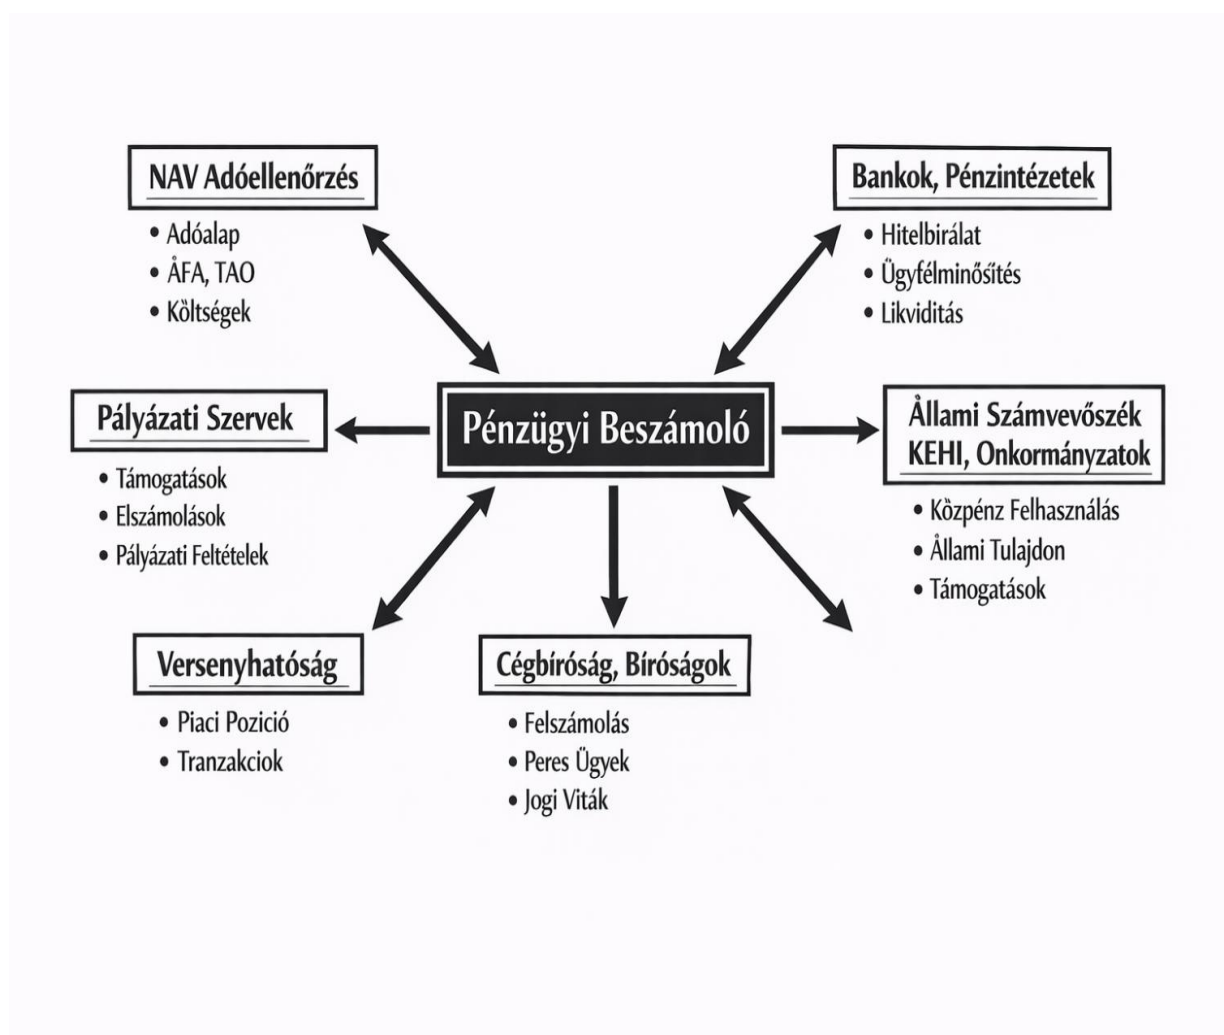 NAV Adóellenőrzés
• Adóalap
• ÅFA, TAO
• Költségek
Bankok, Pénzintézetek
• Hitelbirálat
• Ügyfélminősítés
• Likviditás
Pénzügyi Beszámoló
Pályázati Szervek
• Támogatások
• Elszámolások
• Pályázati Feltételek
Ållami Számvevőszék
KEHI, Onkormányzatok
• Közpénz Felhasználás
• Ållami Tulajdon
• Támogatások
Versenyhatóság
• Piaci Pozició
• Tranzakciok
Cégbíróság, Bíróságok
• Felszámolás
• Peres Ügyek
• Jogi Viták